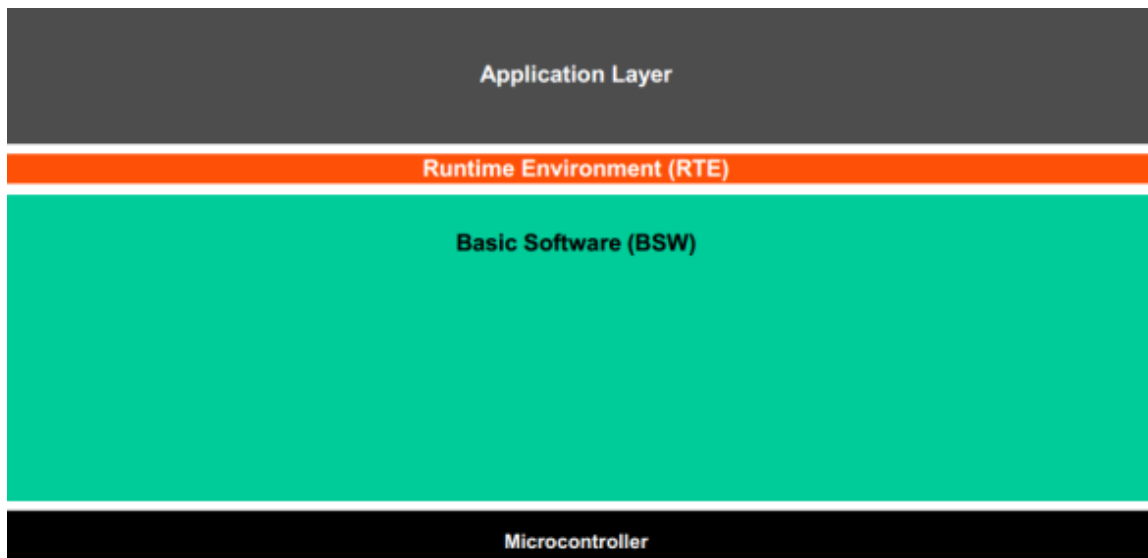 Application Layer
Runtime Environment (RTE)
Basic Software (BSW)
Microcontroller